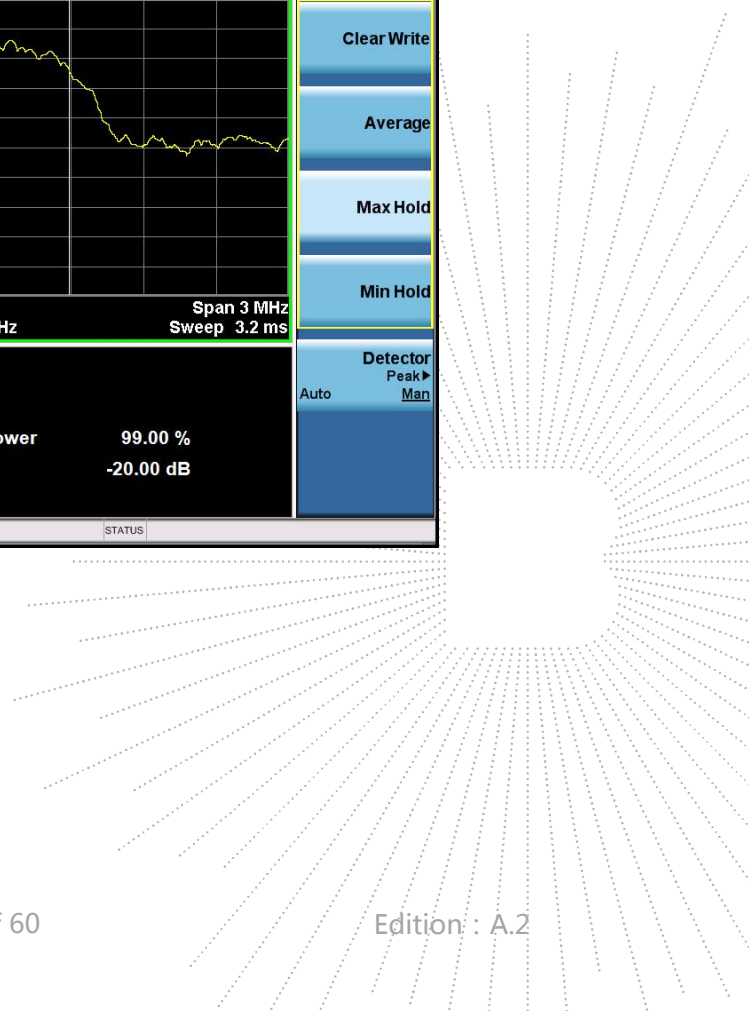 Clear Write
Average
Max Hold
Min Hold
Span 3 MHz
Hz Sweep 3.2 ms
Detector
Peak▶
Auto Man
ower 99.00 %
-20.00 dB
STATUS
60 Edition : A.2